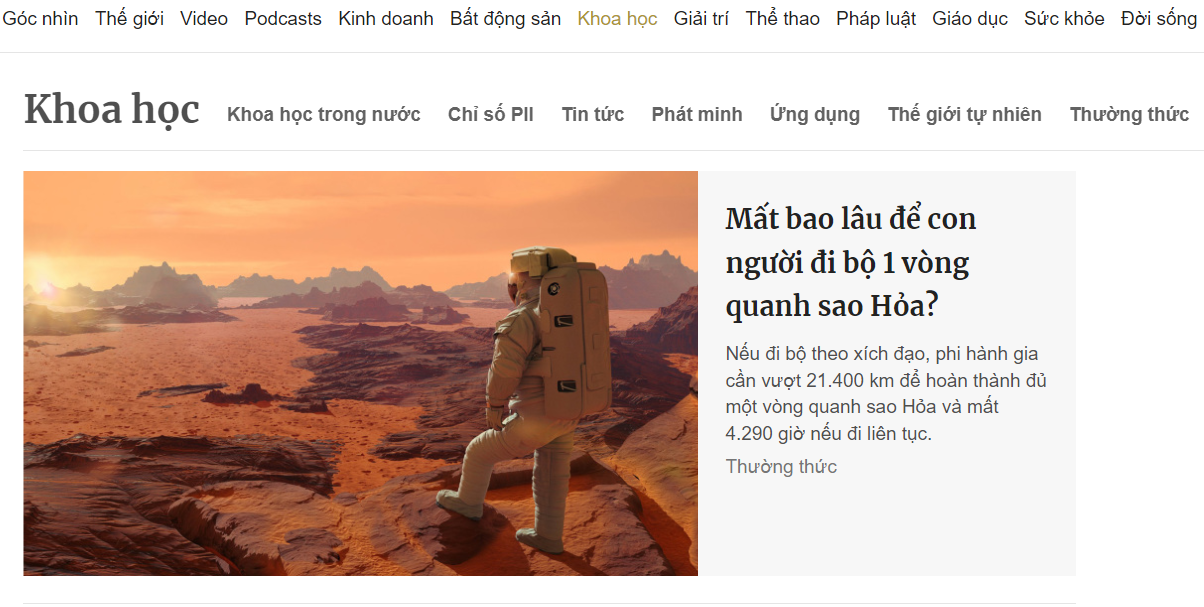 Góc nhìn Thế giới Video Podcasts Kinh doanh Bất động sản Khoa học Giải trí Thể thao Pháp luật Giáo dục Sức khỏe Đời sống
Khoa học Khoa học trong nước Chỉ số PII Tin tức Phát minh Ứng dụng Thế giới tự nhiên Thường thức
Mất bao lâu để con
người đi bộ 1 vòng
quanh sao Hỏa?
Nếu đi bộ theo xích đạo, phi hành gia
cần vượt 21.400 km để hoàn thành đủ
một vòng quanh sao Hỏa và mất
4.290 giờ nếu đi liên tục.
Thường thức